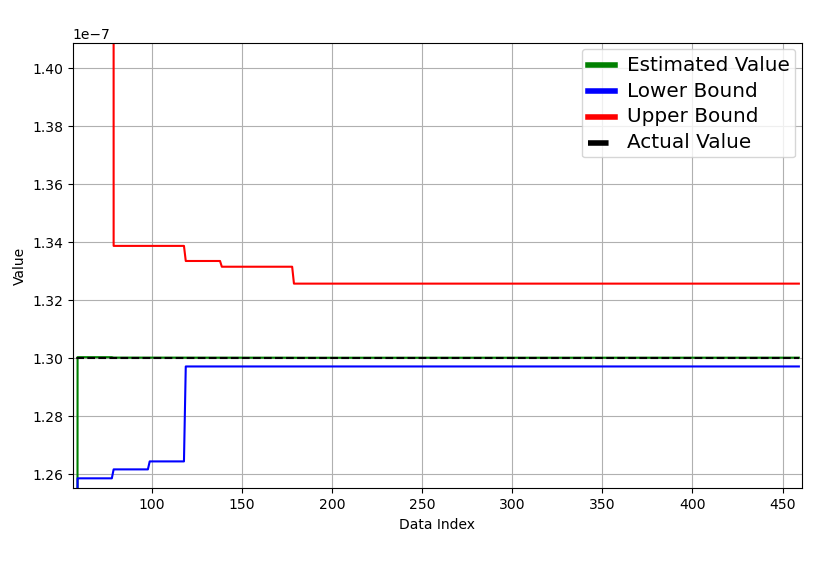 1e−7
1.40
1.38
1.36
1.34
1.32
1.30
1.28
1.26
Value
Estimated Value
Lower Bound
Upper Bound
Actual Value
100 150 200 250 300 350 400 450
Data Index